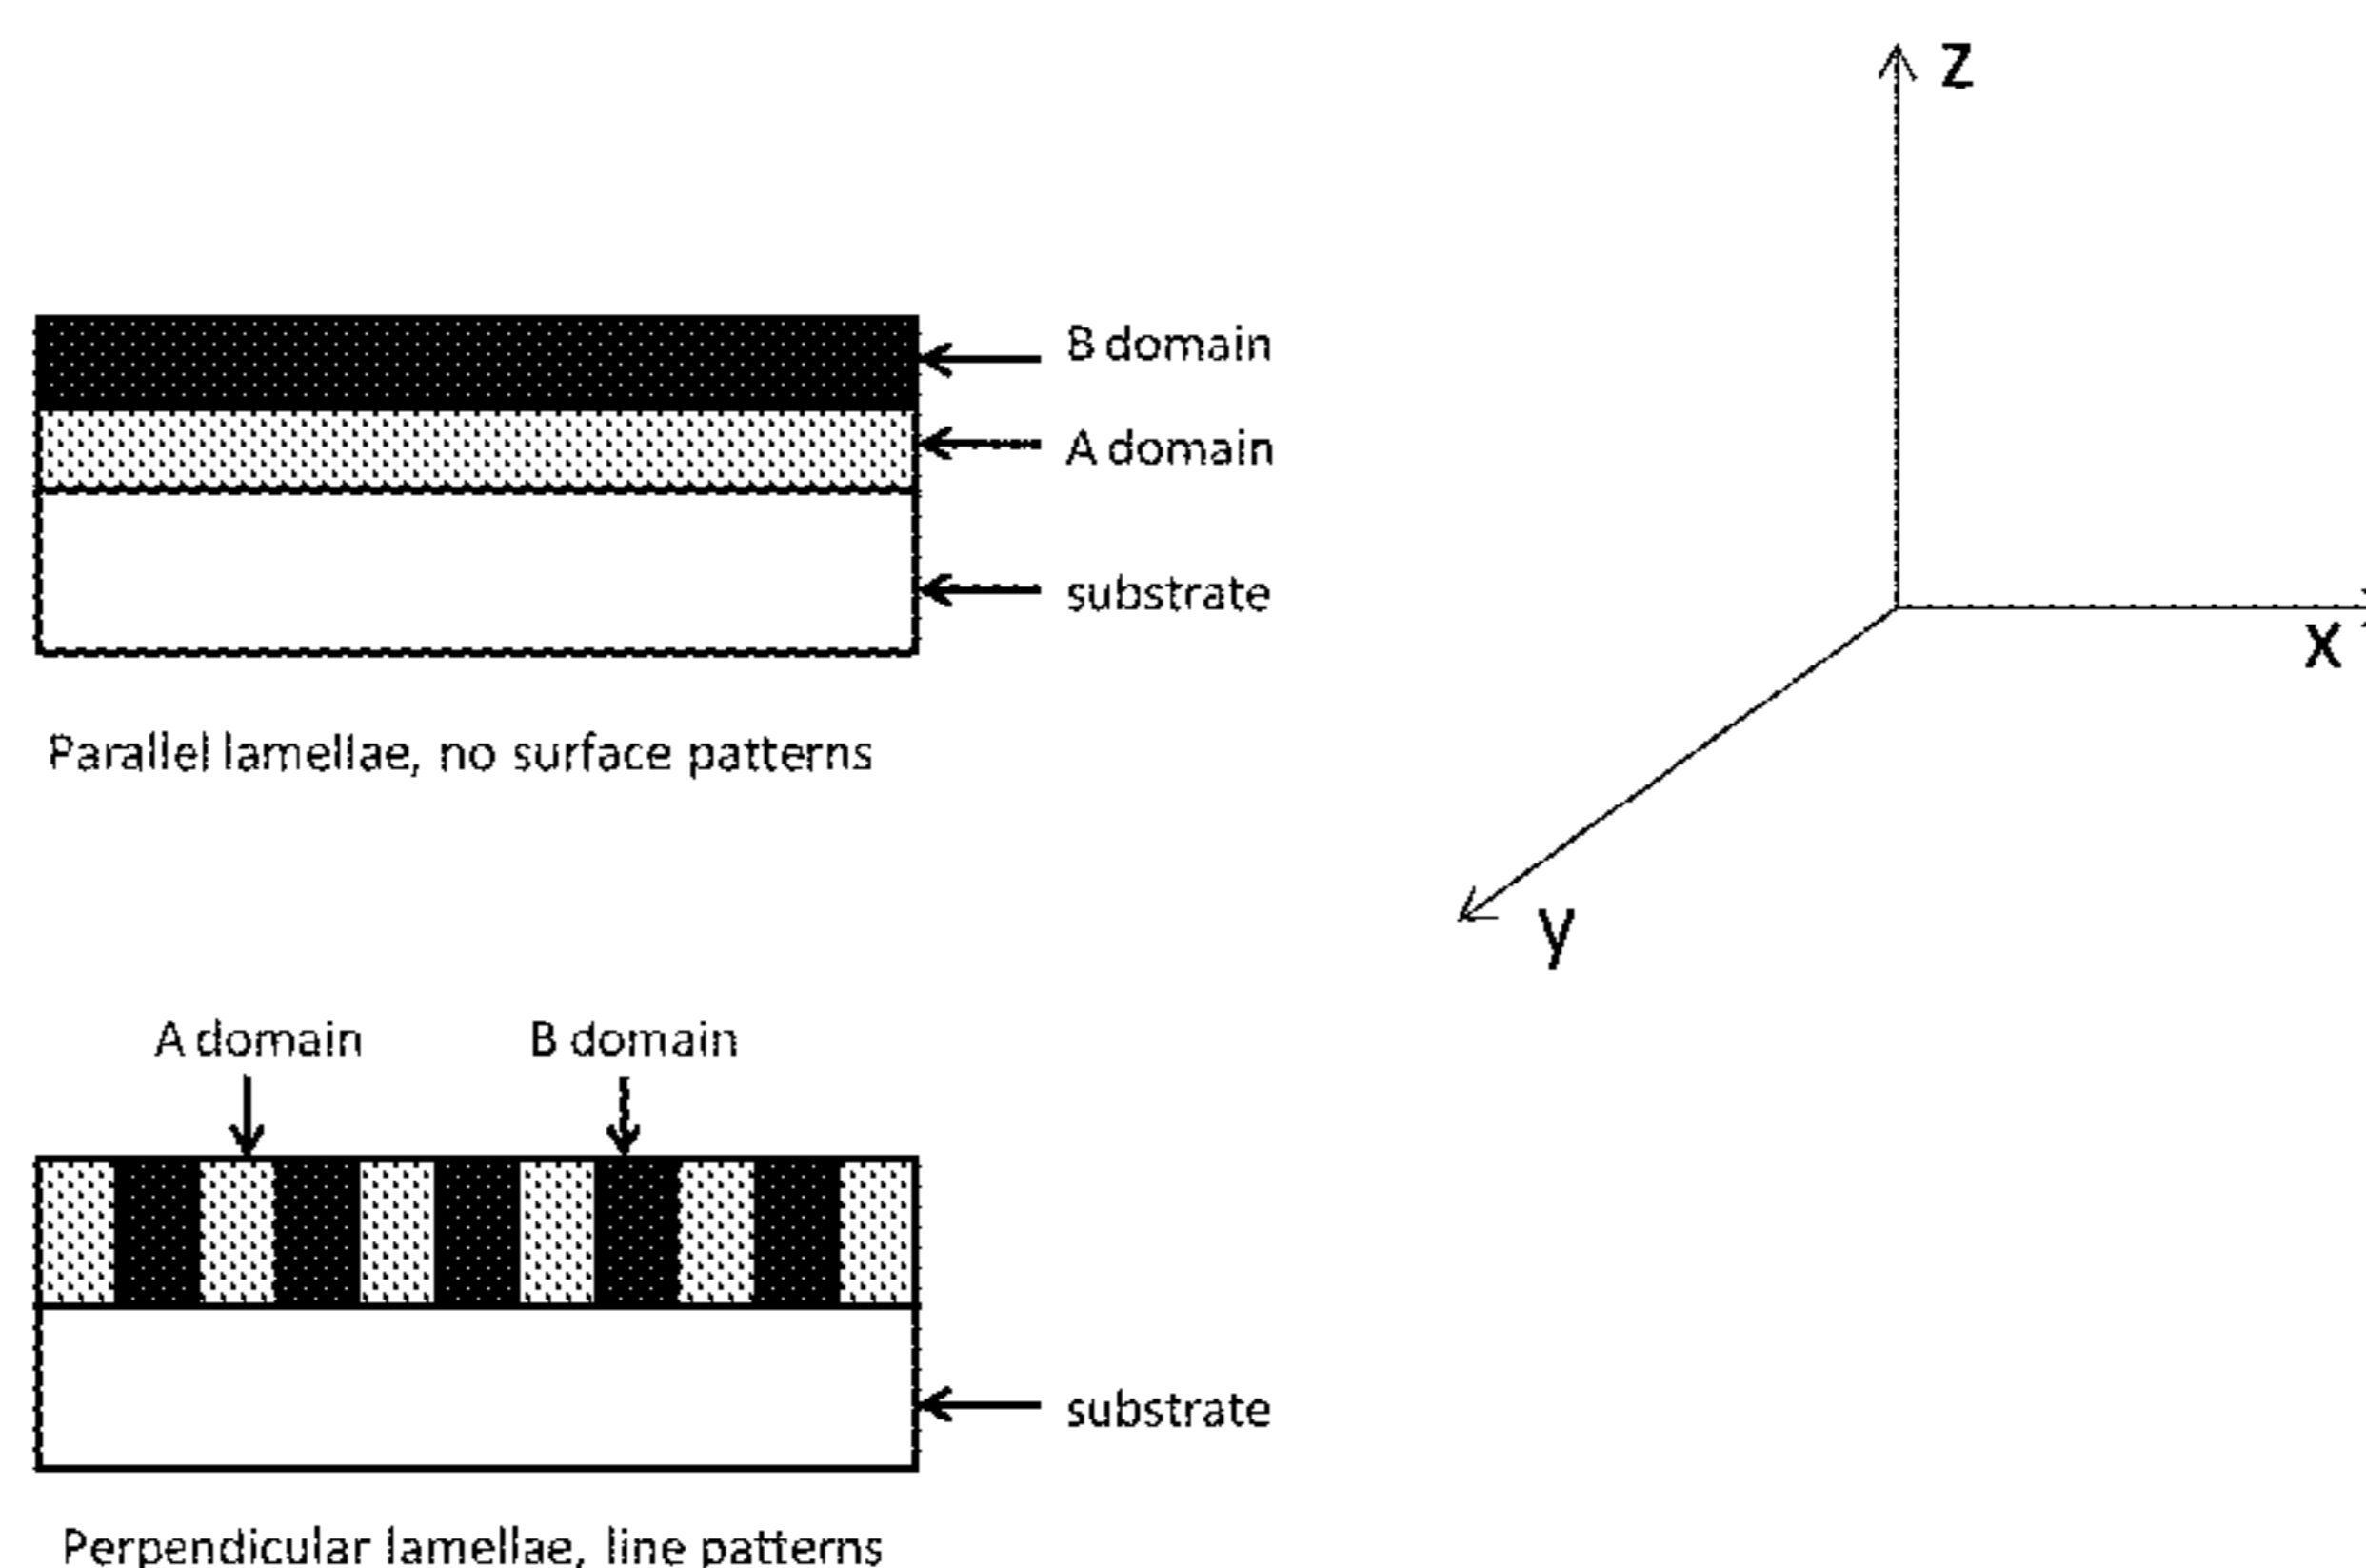 z
B domain
A domain
substrate
x
Parallel lamellae, no surface patterns
y
A domain
B domain
substrate
Perpendicular lamellae, line patterns